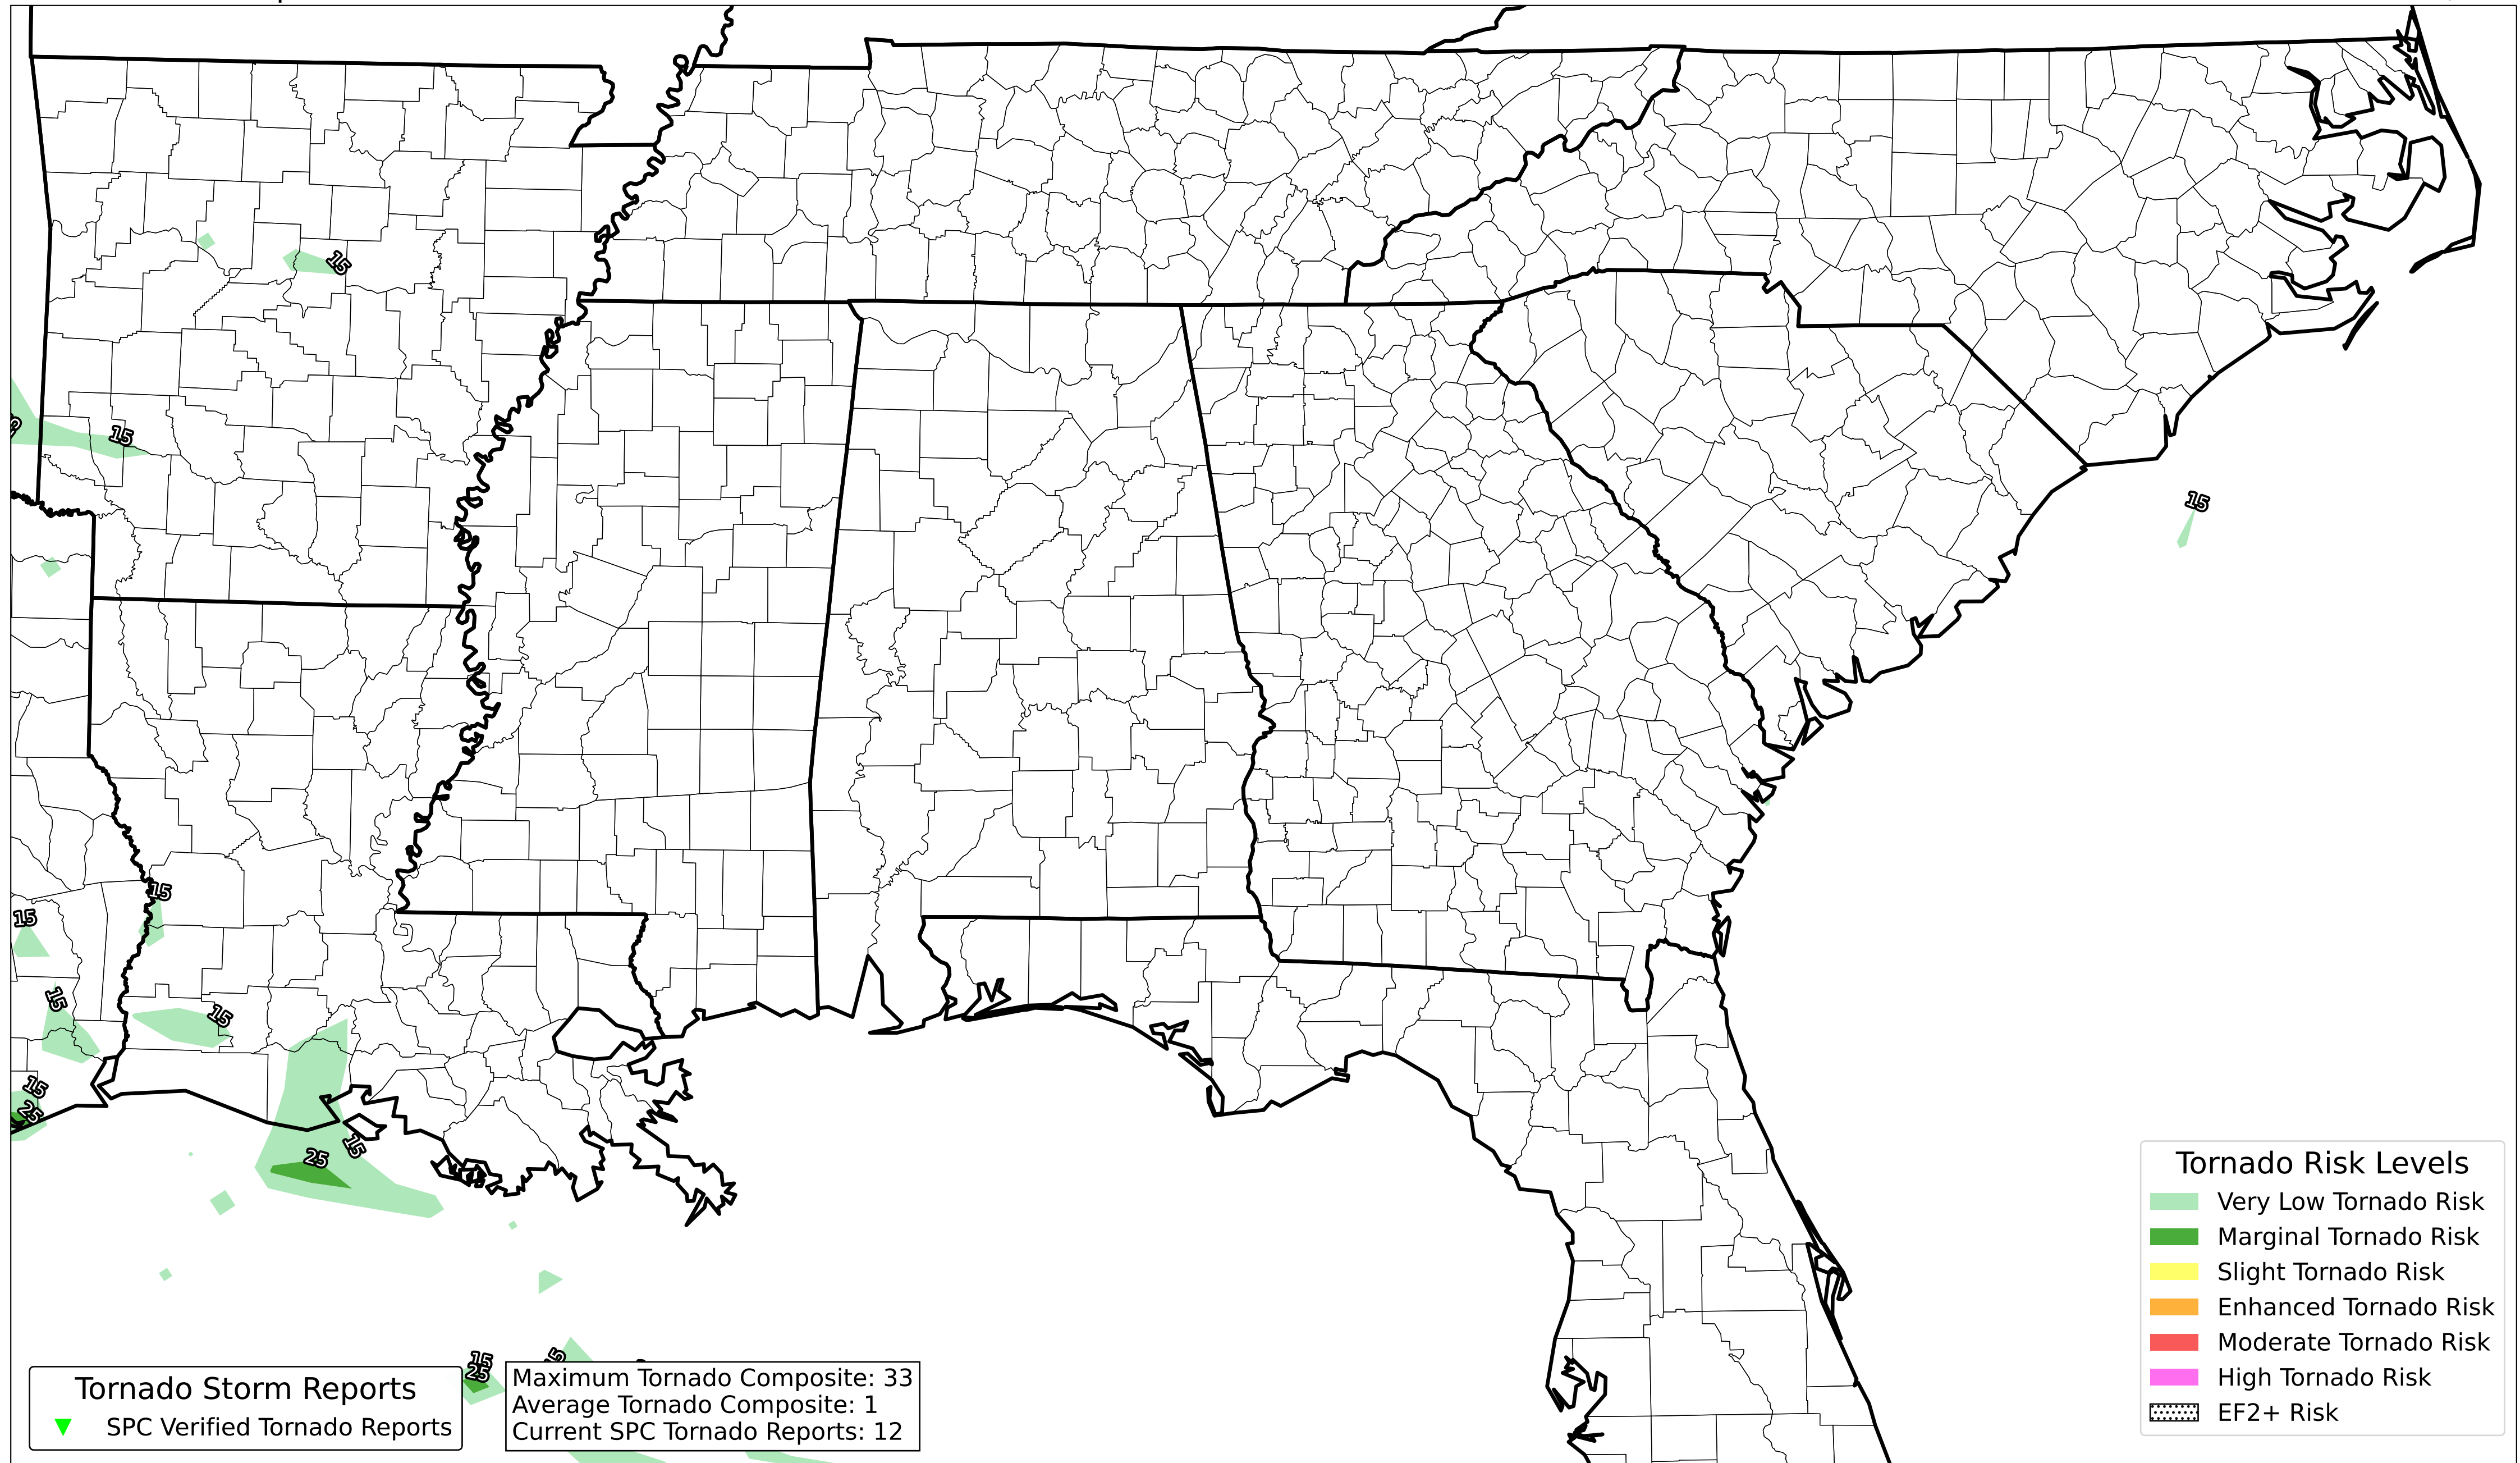 15
15
15
15
15
15
15
15
25
25
15
15
25
Tornado Storm Reports
SPC Verified Tornado Reports
Maximum Tornado Composite: 33
Average Tornado Composite: 1
Current SPC Tornado Reports: 12
Tornado Risk Levels
Very Low Tornado Risk
Marginal Tornado Risk
Slight Tornado Risk
Enhanced Tornado Risk
Moderate Tornado Risk
High Tornado Risk
EF2+ Risk